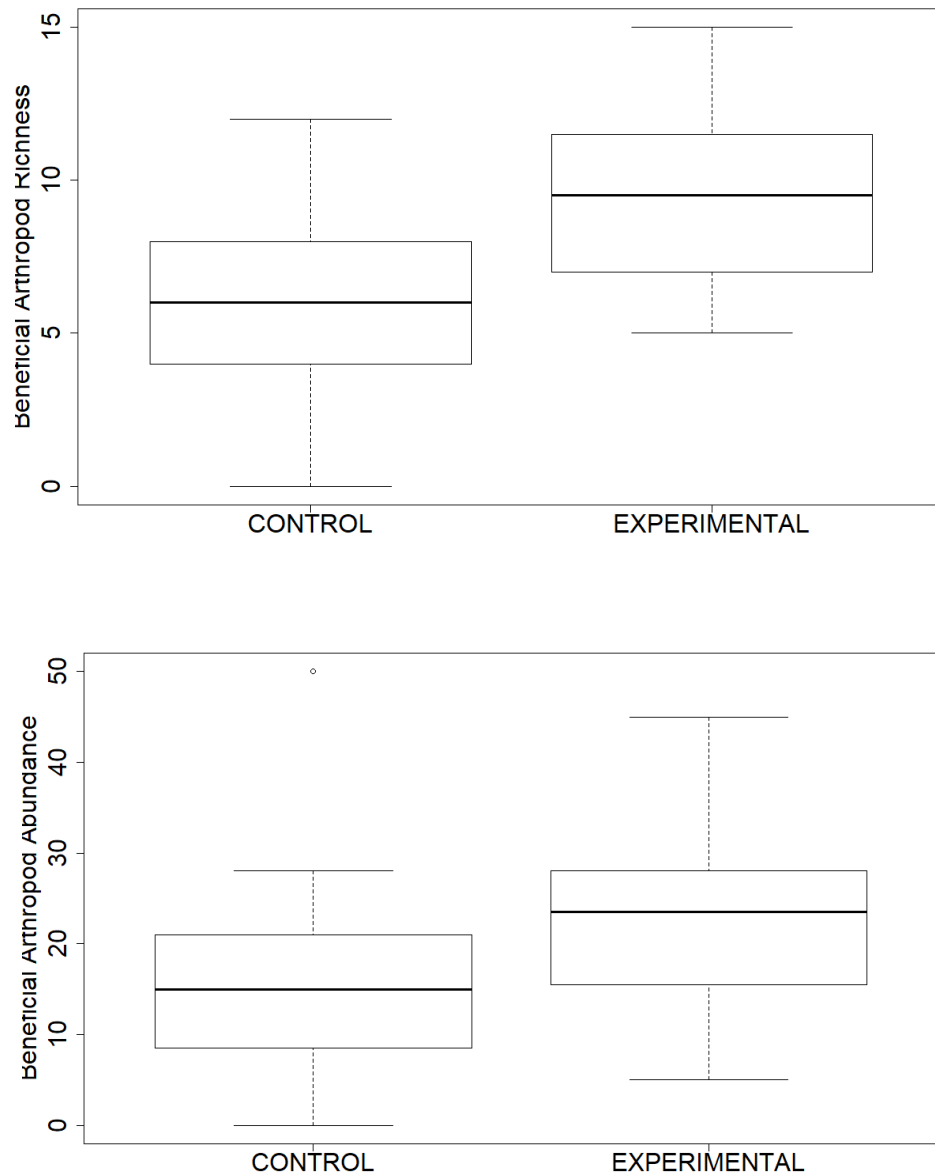 Beneficial Arthropod Richness
15
10
5
0
CONTROL EXPERIMENTAL
Beneficial Arthropod Abundance
50
40
30
20
10
0
CONTROL EXPERIMENTAL